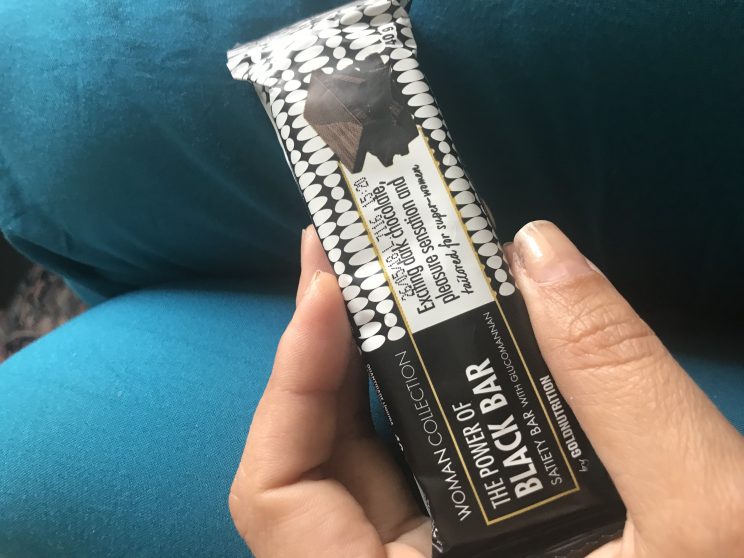 40g
Exciting dark chocolate,
pleasure sensation and
tailored for super-women
WOMAN COLLECTION
THE POWER OF
BLACK BAR
SATIETY BAR WITH GLUCOMANNAN
by GOLDNUTRITION